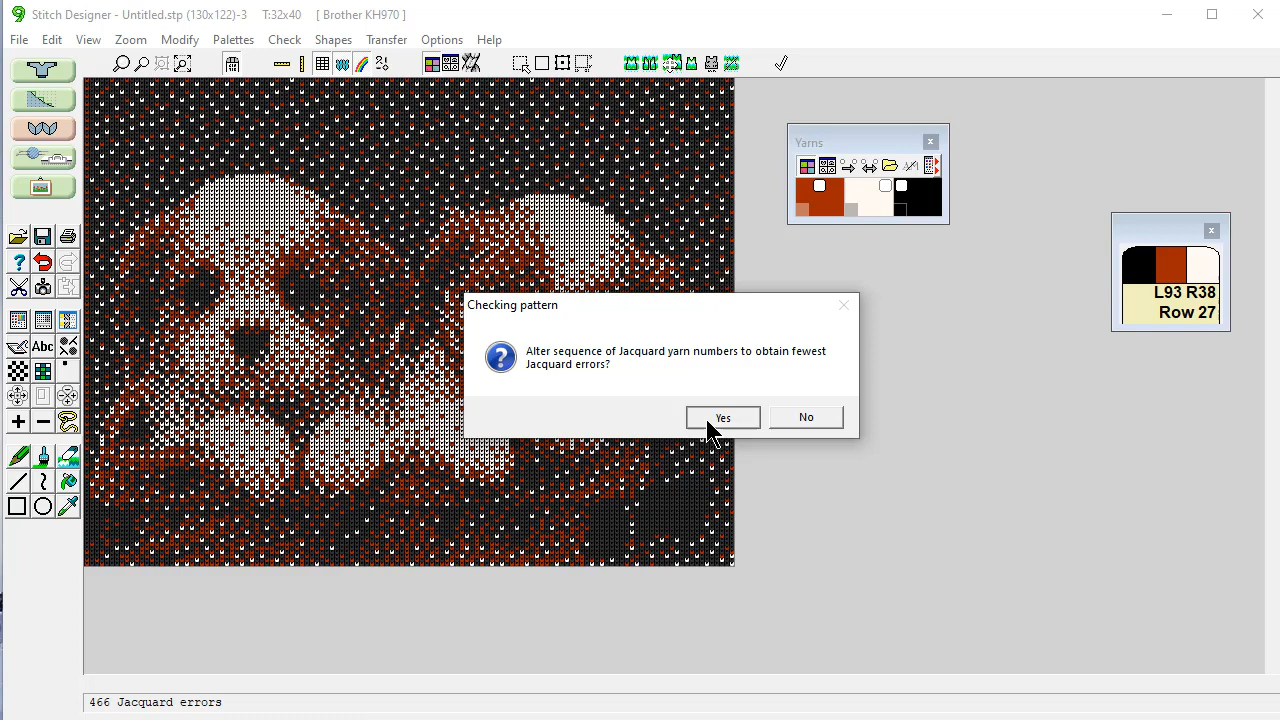 Stitch Designer - Untitled.stp (130x122)-3 T:32x40 [ Brother KH970 ]
File Edit View Zoom Modify Palettes Check Shapes Transfer Options Help
Yarns
L93 R38
Row 27
Checking pattern
Alter sequence of Jacquard yarn numbers to obtain fewest
Jacquard errors?
Yes No
Abc
466 Jacquard errors